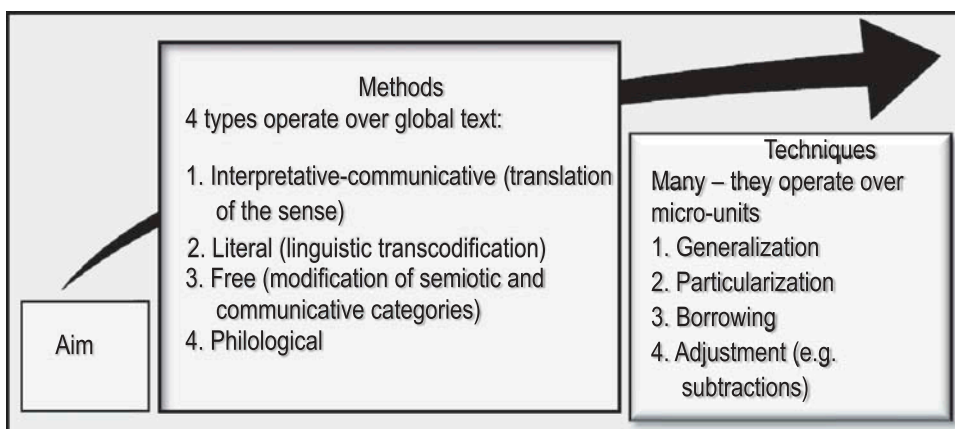 Aim
Methods
4 types operate over global text:
1. Interpretative-communicative (translation
of the sense)
2. Literal (linguistic transcodification)
3. Free (modification of semiotic and
communicative categories)
4. Philological
Techniques
Many – they operate over
micro-units
1. Generalization
2. Particularization
3. Borrowing
4. Adjustment (e.g.
subtractions)